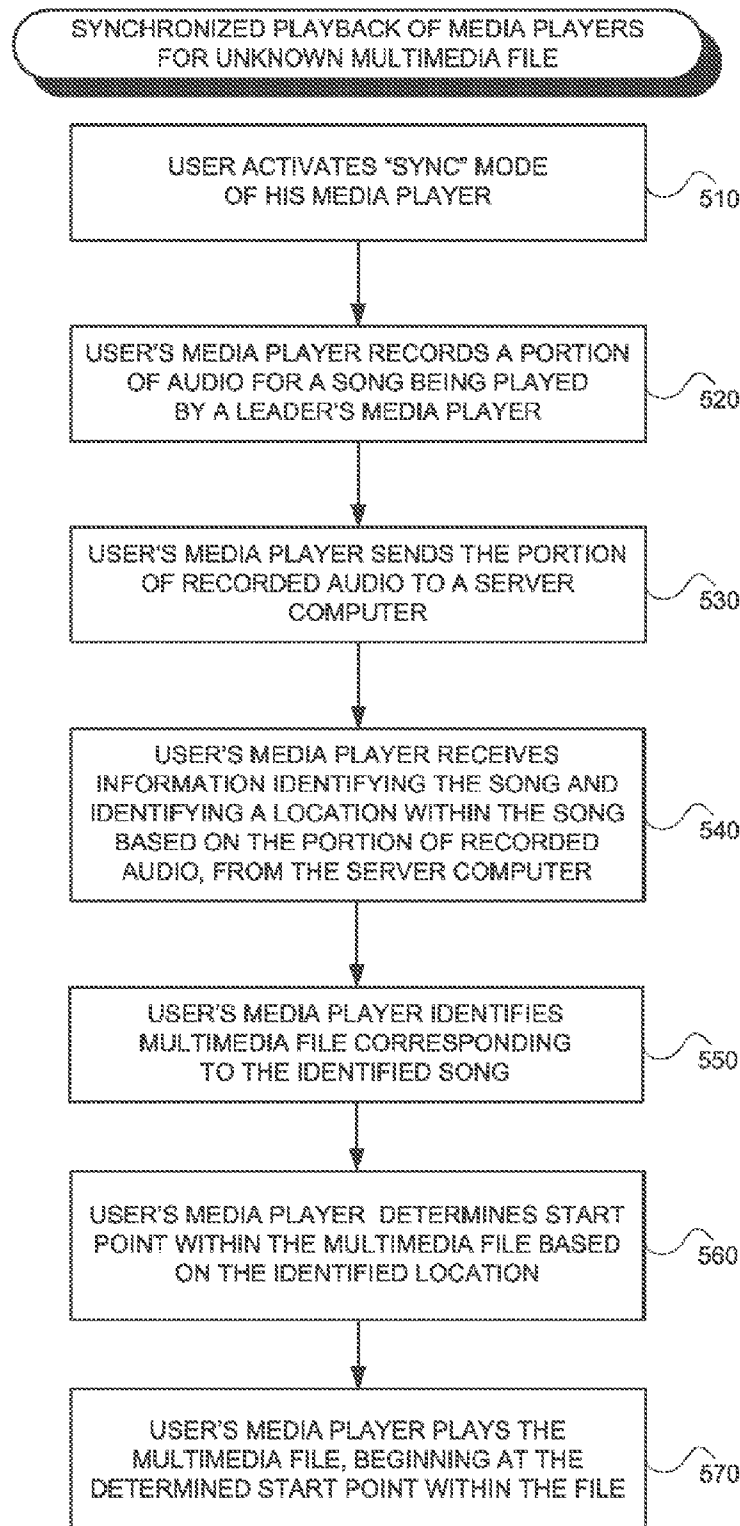 SYNCHRONIZED PLAYBACK OF MEDIA PLAYERS
FOR UNKNOWN MULTIMEDIA FILE
USER ACTIVATES "SYNC" MODE
OF HIS MEDIA PLAYER
510
USER'S MEDIA PLAYER RECORDS A PORTION
OF AUDIO FOR A SONG BEING PLAYED
BY A LEADER'S MEDIA PLAYER
520
USER'S MEDIA PLAYER SENDS THE PORTION
OF RECORDED AUDIO TO A SERVER
COMPUTER
530
USER'S MEDIA PLAYER RECEIVES
INFORMATION IDENTIFYING THE SONG AND
IDENTIFYING A LOCATION WITHIN THE SONG
BASED ON THE PORTION OF RECORDED
AUDIO, FROM THE SERVER COMPUTER
540
USER'S MEDIA PLAYER IDENTIFIES
MULTIMEDIA FILE CORRESPONDING
TO THE IDENTIFIED SONG
550
USER'S MEDIA PLAYER DETERMINES START
POINT WITHIN THE MULTIMEDIA FILE BASED
ON THE IDENTIFIED LOCATION
560
USER'S MEDIA PLAYER PLAYS THE
MULTIMEDIA FILE, BEGINNING AT THE
DETERMINED START POINT WITHIN THE FILE
570